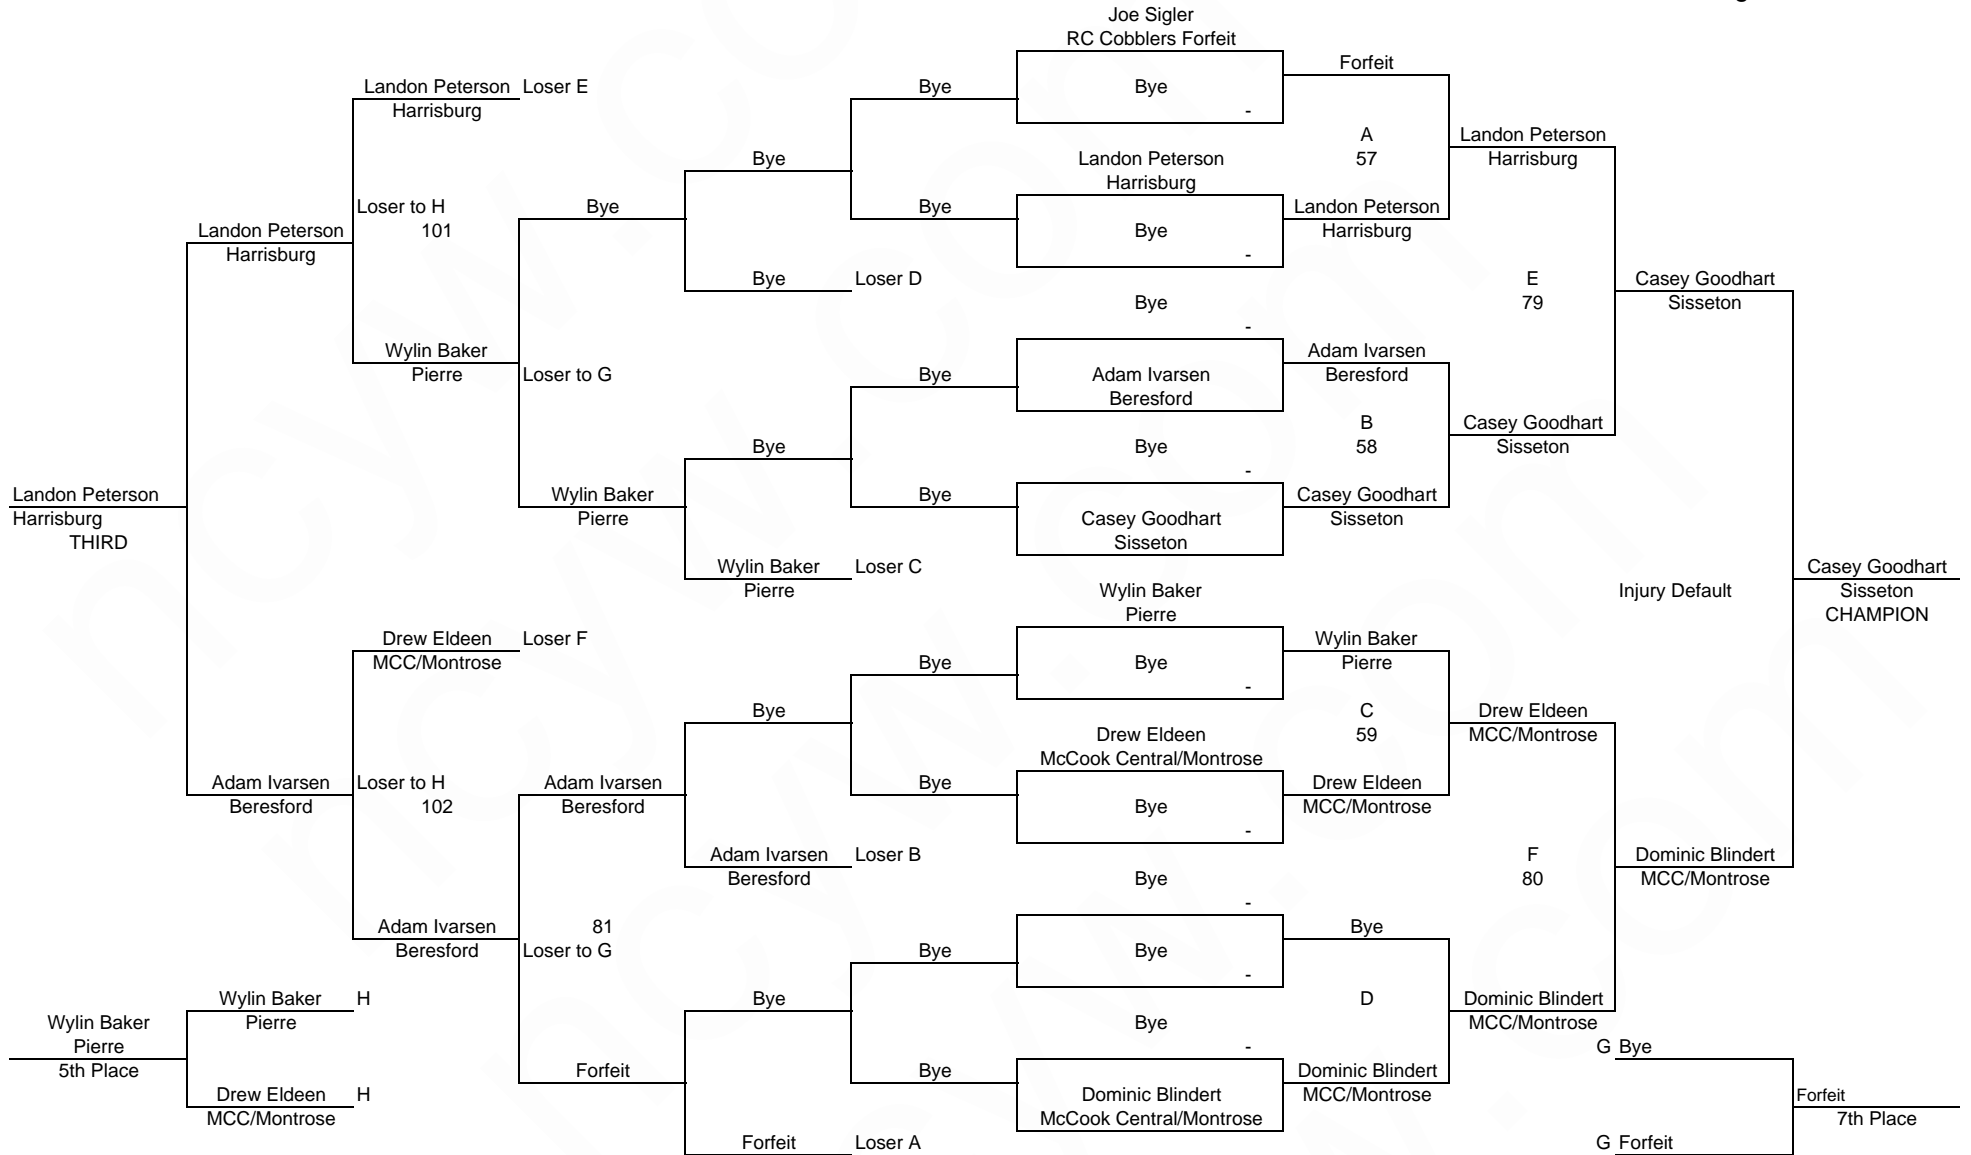 Joe Sigler
RC Cobblers Forfeit
Forfeit
Landon Peterson Loser E
Harrisburg
Bye
Bye
-
A
57
Landon Peterson
Harrisburg
Bye
Landon Peterson
Harrisburg
Loser to H
101
Bye
Bye
Landon Peterson
Harrisburg
Bye
-
Landon Peterson
Harrisburg
Bye Loser D
E
79
Casey Goodhart
Sisseton
Bye
-
Wylin Baker
Pierre
Loser to G
Bye
Adam Ivarsen
Beresford
Adam Ivarsen
Beresford
B
58
Casey Goodhart
Sisseton
Bye
Bye
-
Landon Peterson
Harrisburg
THIRD
Wylin Baker
Pierre
Bye
Casey Goodhart
Sisseton
Casey Goodhart
Sisseton
Wylin Baker Loser C
Pierre
Wylin Baker
Pierre
Injury Default
Casey Goodhart
Sisseton
CHAMPION
Drew Eldeen Loser F
MCC/Montrose
Bye
Bye
-
Wylin Baker
Pierre
Bye
C
59
Drew Eldeen
MCC/Montrose
Drew Eldeen
McCook Central/Montrose
Adam Ivarsen
Beresford
Loser to H
102
Adam Ivarsen
Beresford
Bye
Bye
-
Drew Eldeen
MCC/Montrose
Adam Ivarsen Loser B
Beresford
Bye
-
F
80
Dominic Blindert
MCC/Montrose
Adam Ivarsen
Beresford
81
Loser to G
Bye
Bye
-
Bye
Wylin Baker H
Pierre
Bye
D
Dominic Blindert
MCC/Montrose
Wylin Baker
Pierre
5th Place
Bye
-
G Bye
Forfeit
Bye
Dominic Blindert
McCook Central/Montrose
Dominic Blindert
MCC/Montrose
Drew Eldeen H
MCC/Montrose
Forfeit
7th Place
Forfeit Loser A
G Forfeit